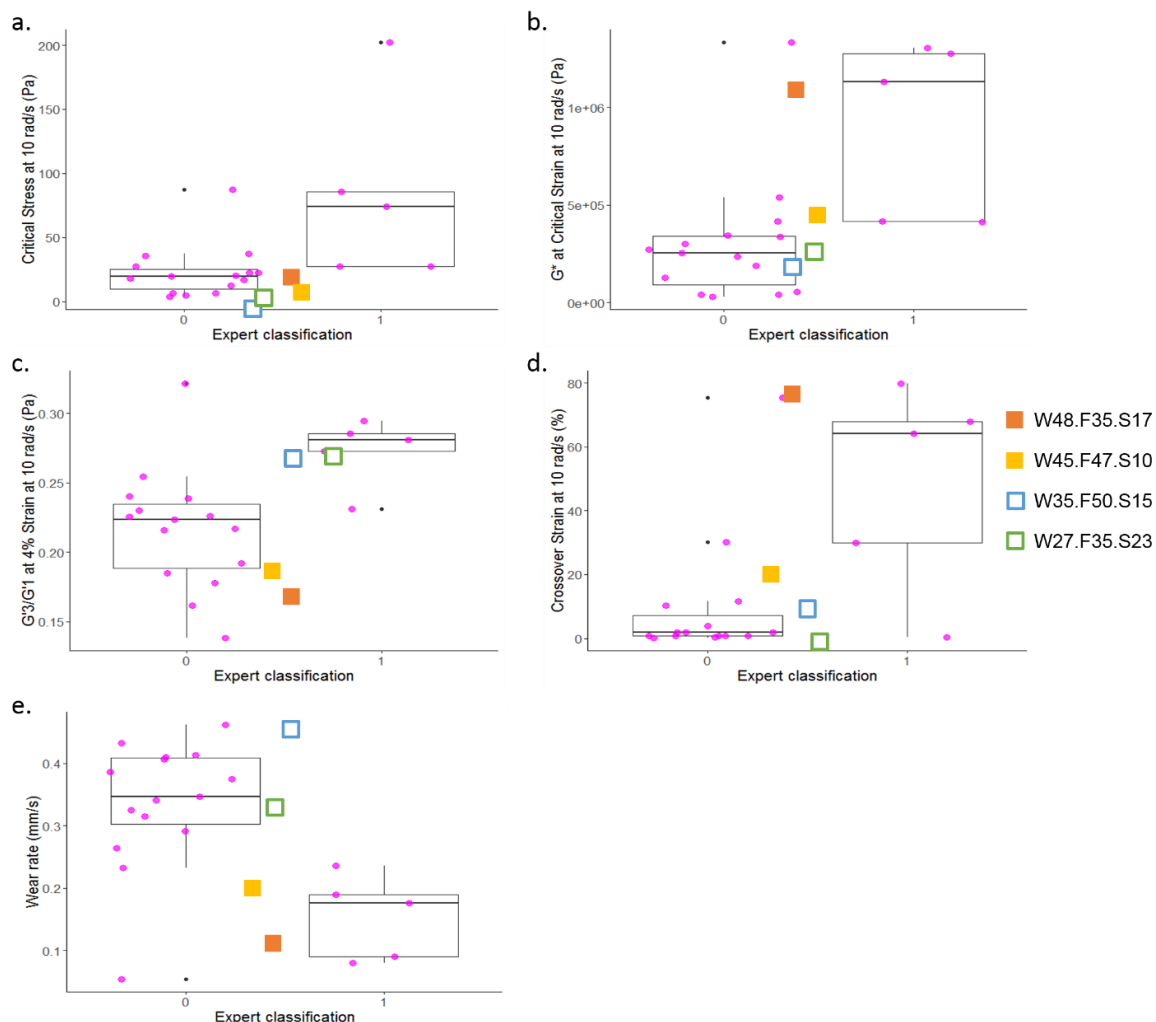 a.
Critical Stress at 10 rad/s (Pa)
200
150
100
50
0
0
1
Expert classification
b.
G* at Critical Strain at 10 rad/s (Pa)
1e+06
5e+05
0e+00
0
1
Expert classification
c.
G'3/G'1 at 4% Strain at 10 rad/s (Pa)
0.30
0.25
0.20
0.15
0
1
Expert classification
d.
Crossover Strain at 10 rad/s (%)
80
60
40
20
0
0
1
Expert classification
W48.F35.S17
W45.F47.S10
W35.F50.S15
W27.F35.S23
e.
Wear rate (mm/s)
0.4
0.3
0.2
0.1
0
1
Expert classification